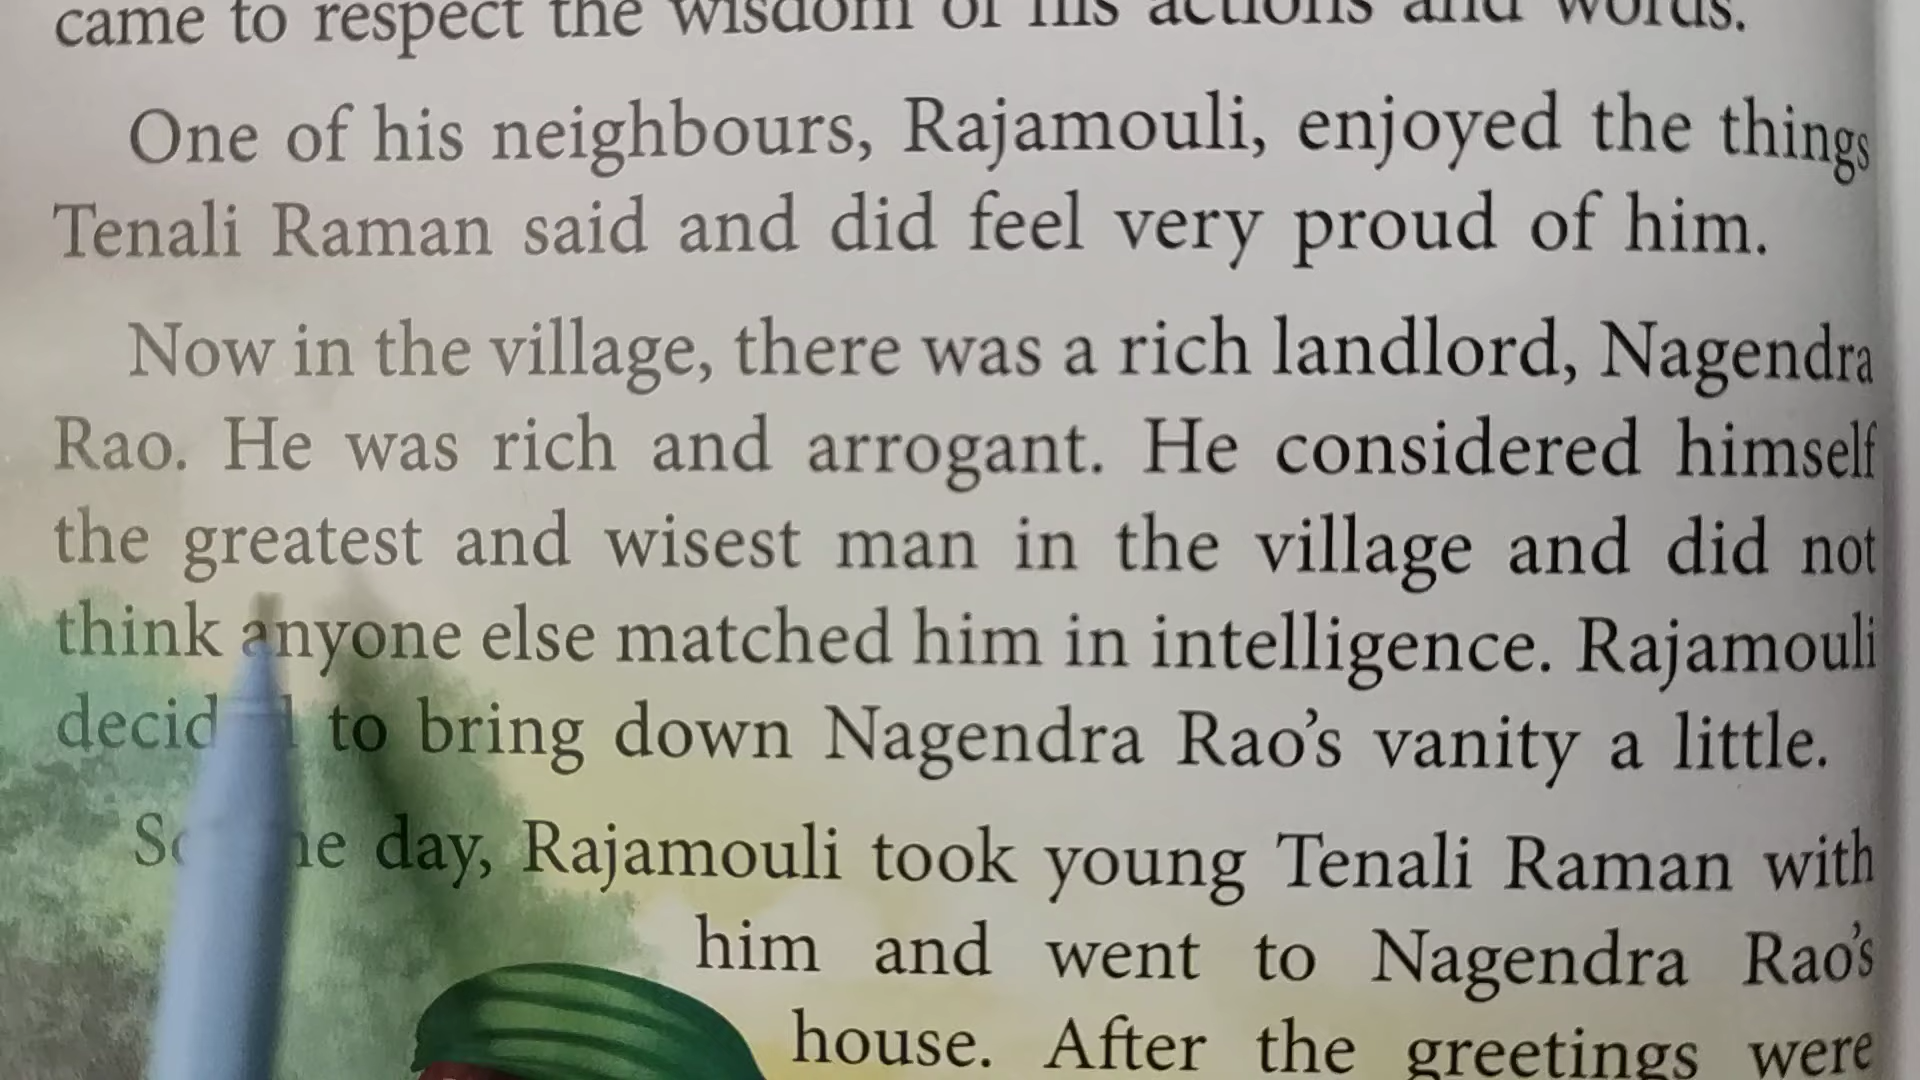 came to respect the wisdom of his actions and words.
One of his neighbours, Rajamouli, enjoyed the things
Tenali Raman said and did feel very proud of him.
Now in the village, there was a rich landlord, Nagendra
Rao. He was rich and arrogant. He considered himself
the greatest and wisest man in the village and did not
think anyone else matched him in intelligence. Rajamouli
decided to bring down Nagendra Rao’s vanity a little.
day, Rajamouli took young Tenali Raman with
him and went to Nagendra Rao’s
house. After the greetings were